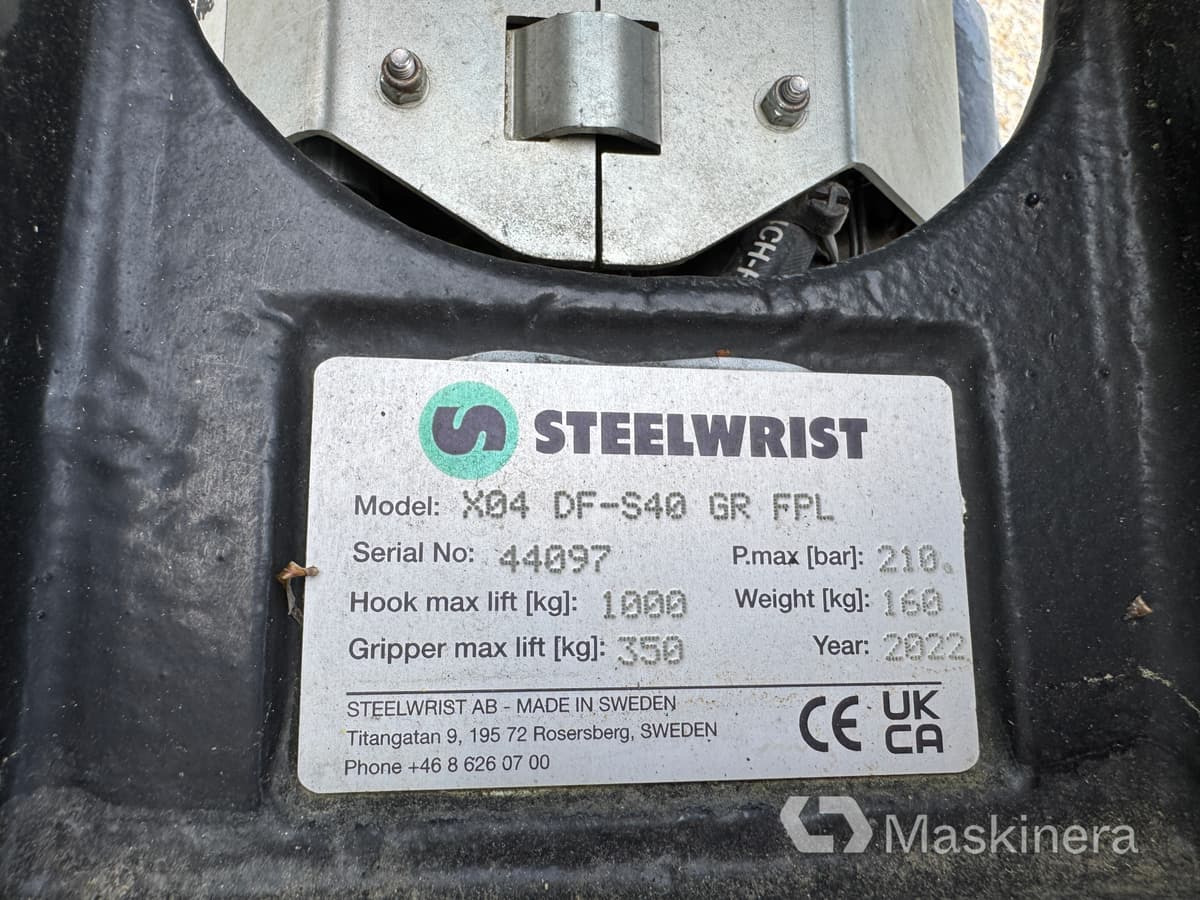 ICH-F
STEELWRIST
Model: X04 DF-S40 GR FPL
Serial No: 44097 P.max [bar]: 210.
Hook max lift [kg]: 1000 Weight [kg]: 160
Gripper max lift [kg]: 350 Year: 2022
STEELWRIST AB - MADE IN SWEDEN
Titangatan 9, 195 72 Rosersberg, SWEDEN
Phone +46 8 626 07 00
CE UK CA
Maskinera